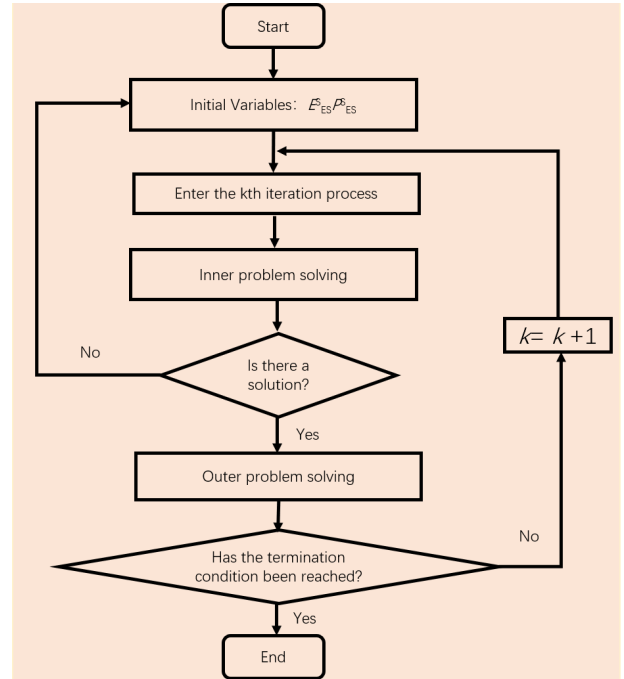 Start
Initial Variables: E^S_ES P^S_ES
Enter the kth iteration process
Inner problem solving
k= k +1
No
Is there a
solution?
Yes
Outer problem solving
No
Has the termination
condition been reached?
Yes
End